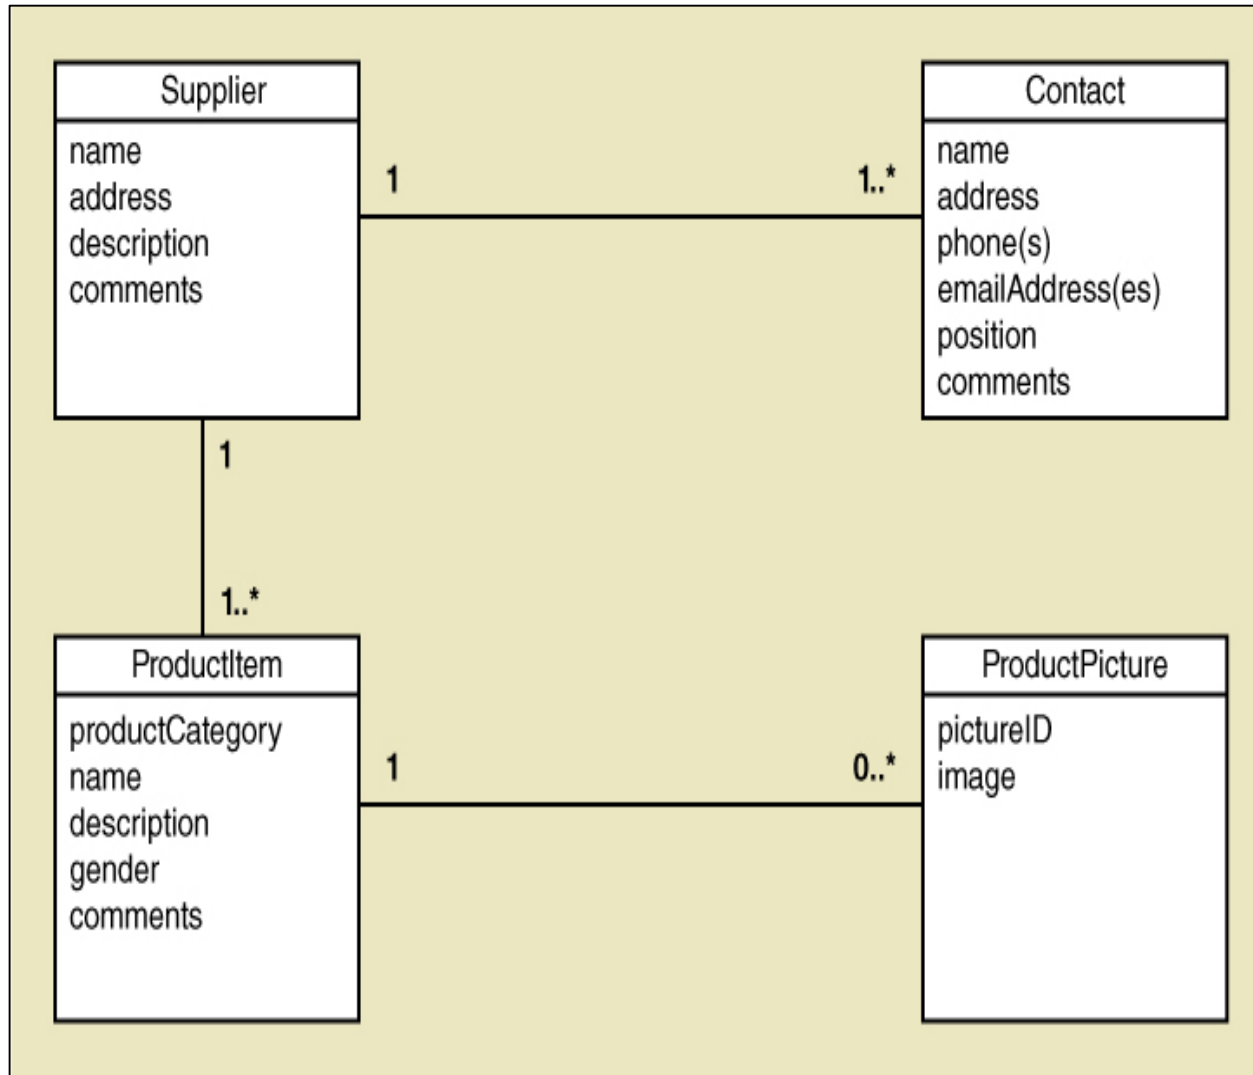 Supplier
name
address
description
comments
1
1..*
Contact
name
address
phone(s)
emailAddress(es)
position
comments
1
1..*
ProductItem
productCategory
name
description
gender
comments
1
0..*
ProductPicture
pictureID
image